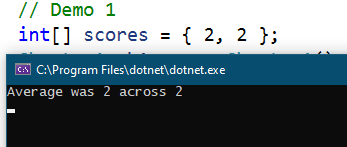 // Demo 1
int[] scores = { 2, 2 };
C:\Program Files\dotnet\dotnet.exe
Average was 2 across 2